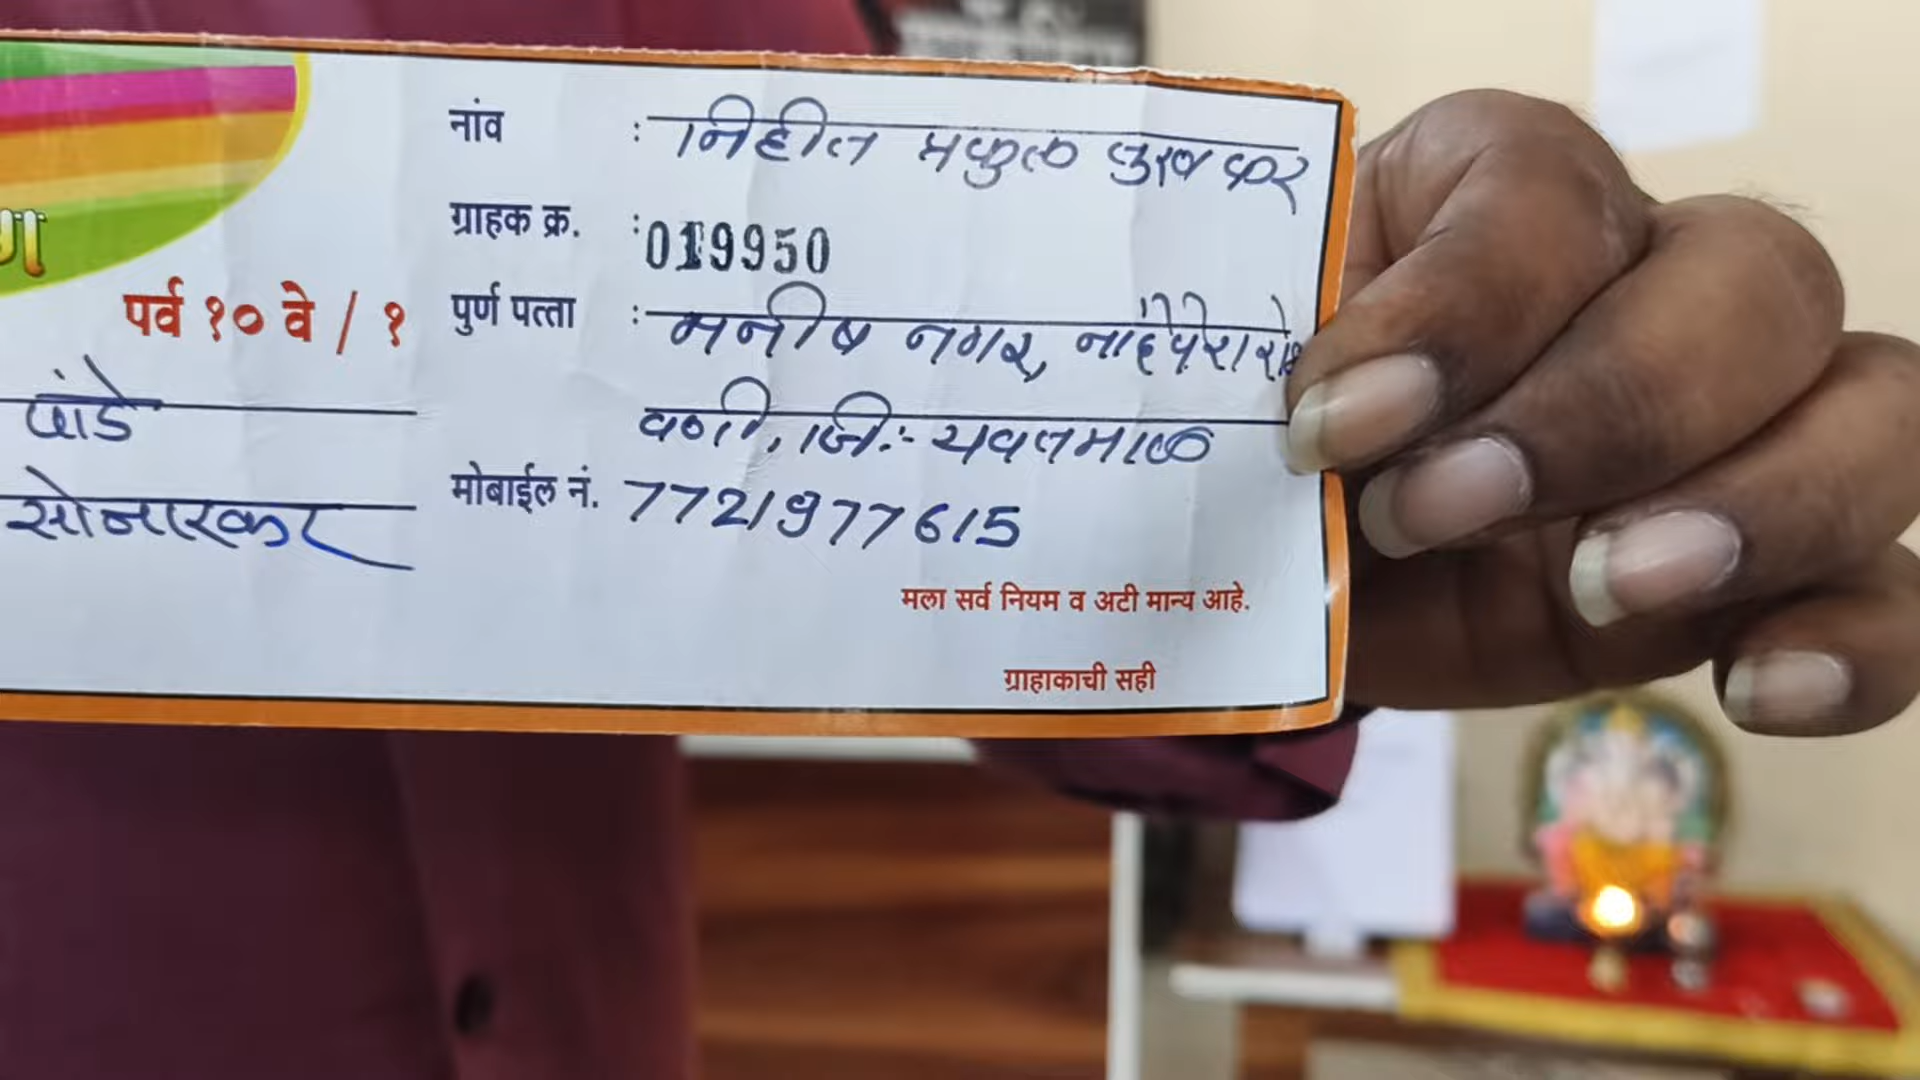 नांव : निहील मकुल पुरवकर
ग्राहक क्र. : 019950
पर्व १० वे / १
पुर्ण पत्ता : मनीष नगर, नांदेपेरा रोड
वणी, जि:- यवतमाळ
पांडे
सोनारकर
मोबाईल नं. 7721977615
मला सर्व नियम व अटी मान्य आहे.
ग्राहाकाची सही